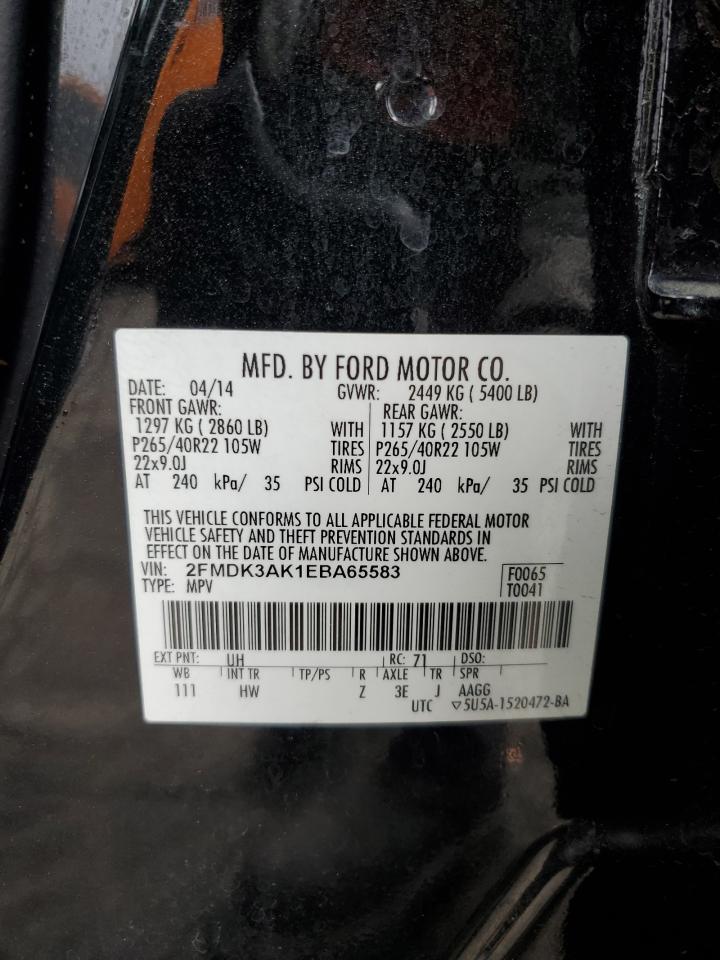 MFD. BY FORD MOTOR CO.
DATE: 04/14 GVWR: 2449 KG ( 5400 LB)
FRONT GAWR: REAR GAWR:
1297 KG ( 2860 LB) WITH 1157 KG ( 2550 LB) WITH
P265/40R22 105W TIRES P265/40R22 105W TIRES
22x9.0J RIMS 22x9.0J RIMS
AT 240 kPa/ 35 PSI COLD AT 240 kPa/ 35 PSI COLD
THIS VEHICLE CONFORMS TO ALL APPLICABLE FEDERAL MOTOR
VEHICLE SAFETY AND THEFT PREVENTION STANDARDS IN
EFFECT ON THE DATE OF MANUFACTURE SHOWN ABOVE.
VIN: 2FMDK3AK1EBA65583 F0065
TYPE: MPV T0041
EXT PNT: UH RC: 71 DSO:
WB INT TR TP/PS R AXLE TR SPR
111 HW Z 3E J AAGG
UTC ▽5U5A-1520472-BA